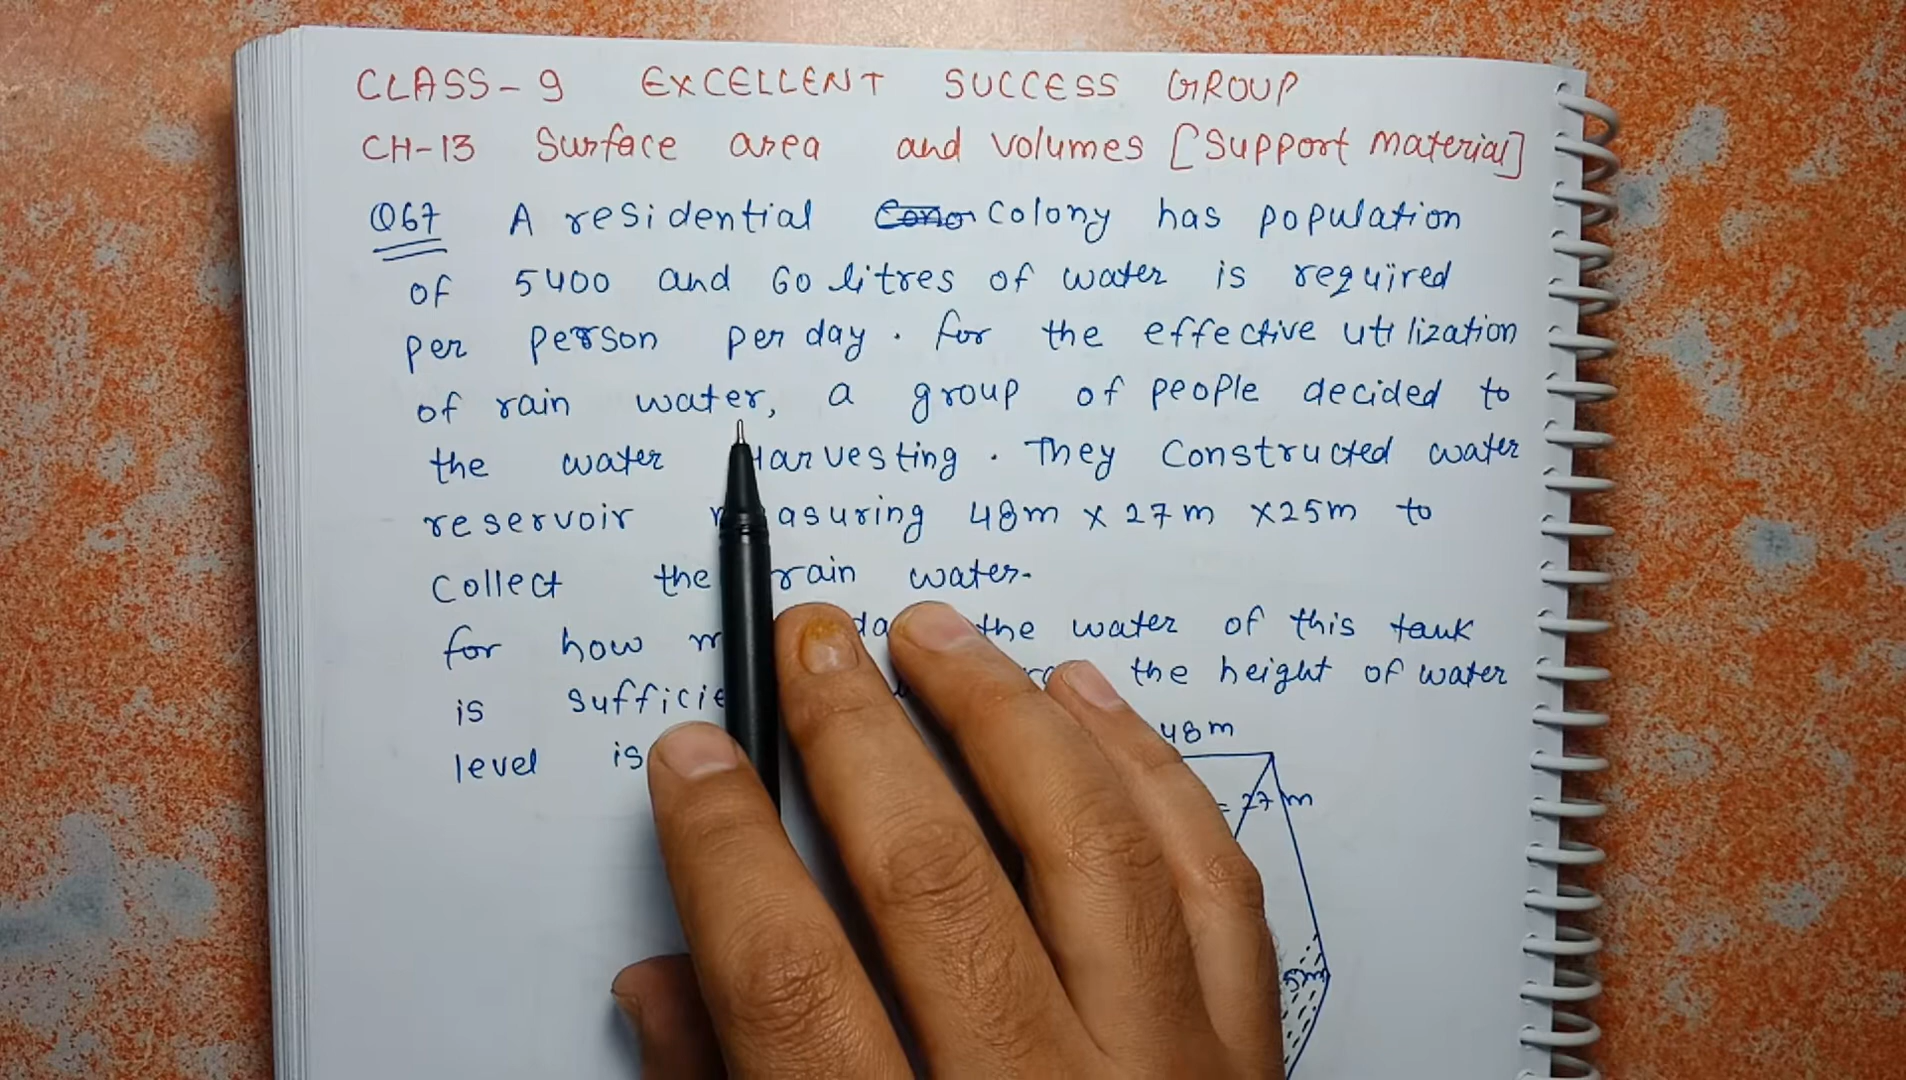 CLASS-9 EXCELLENT SUCCESS GROUP
CH-13 Surface area and volumes [Support Material]
Q67 A residential colony has population
of 5400 and 60 litres of water is required
per person per day. for the effective utilization
of rain water, a group of people decided to
the water Harvesting. They Constructed water
reservoir measuring 48m x 27m x25m to
Collect the rain water.
for how the water of this tank
is the height of water
level is
48m
= 27m
5m